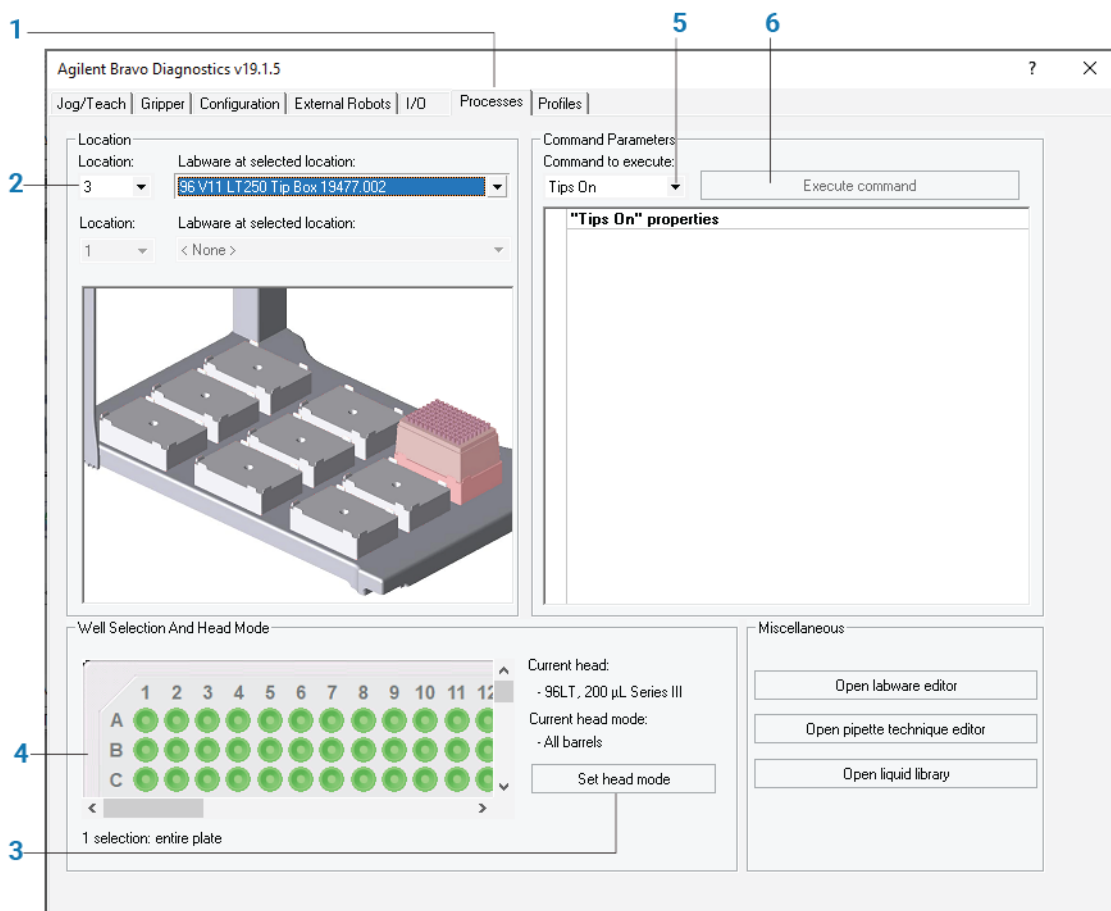 1
5
6
Agilent Bravo Diagnostics v19.1.5
?
Jog/Teach Gripper Configuration External Robots I/O Processes Profiles
Location
Location: Labware at selected location:
2
3 96 V11 LT250 Tip Box 19477.002
Location: Labware at selected location:
1 < None >
Command Parameters
Command to execute:
Tips On Execute command
"Tips On" properties
Well Selection And Head Mode
1 2 3 4 5 6 7 8 9 10 11 12
A
B
C
4
Current head:
- 96LT, 200 µL Series III
Current head mode:
- All barrels
Set head mode
1 selection: entire plate
3
Miscellaneous
Open labware editor
Open pipette technique editor
Open liquid library